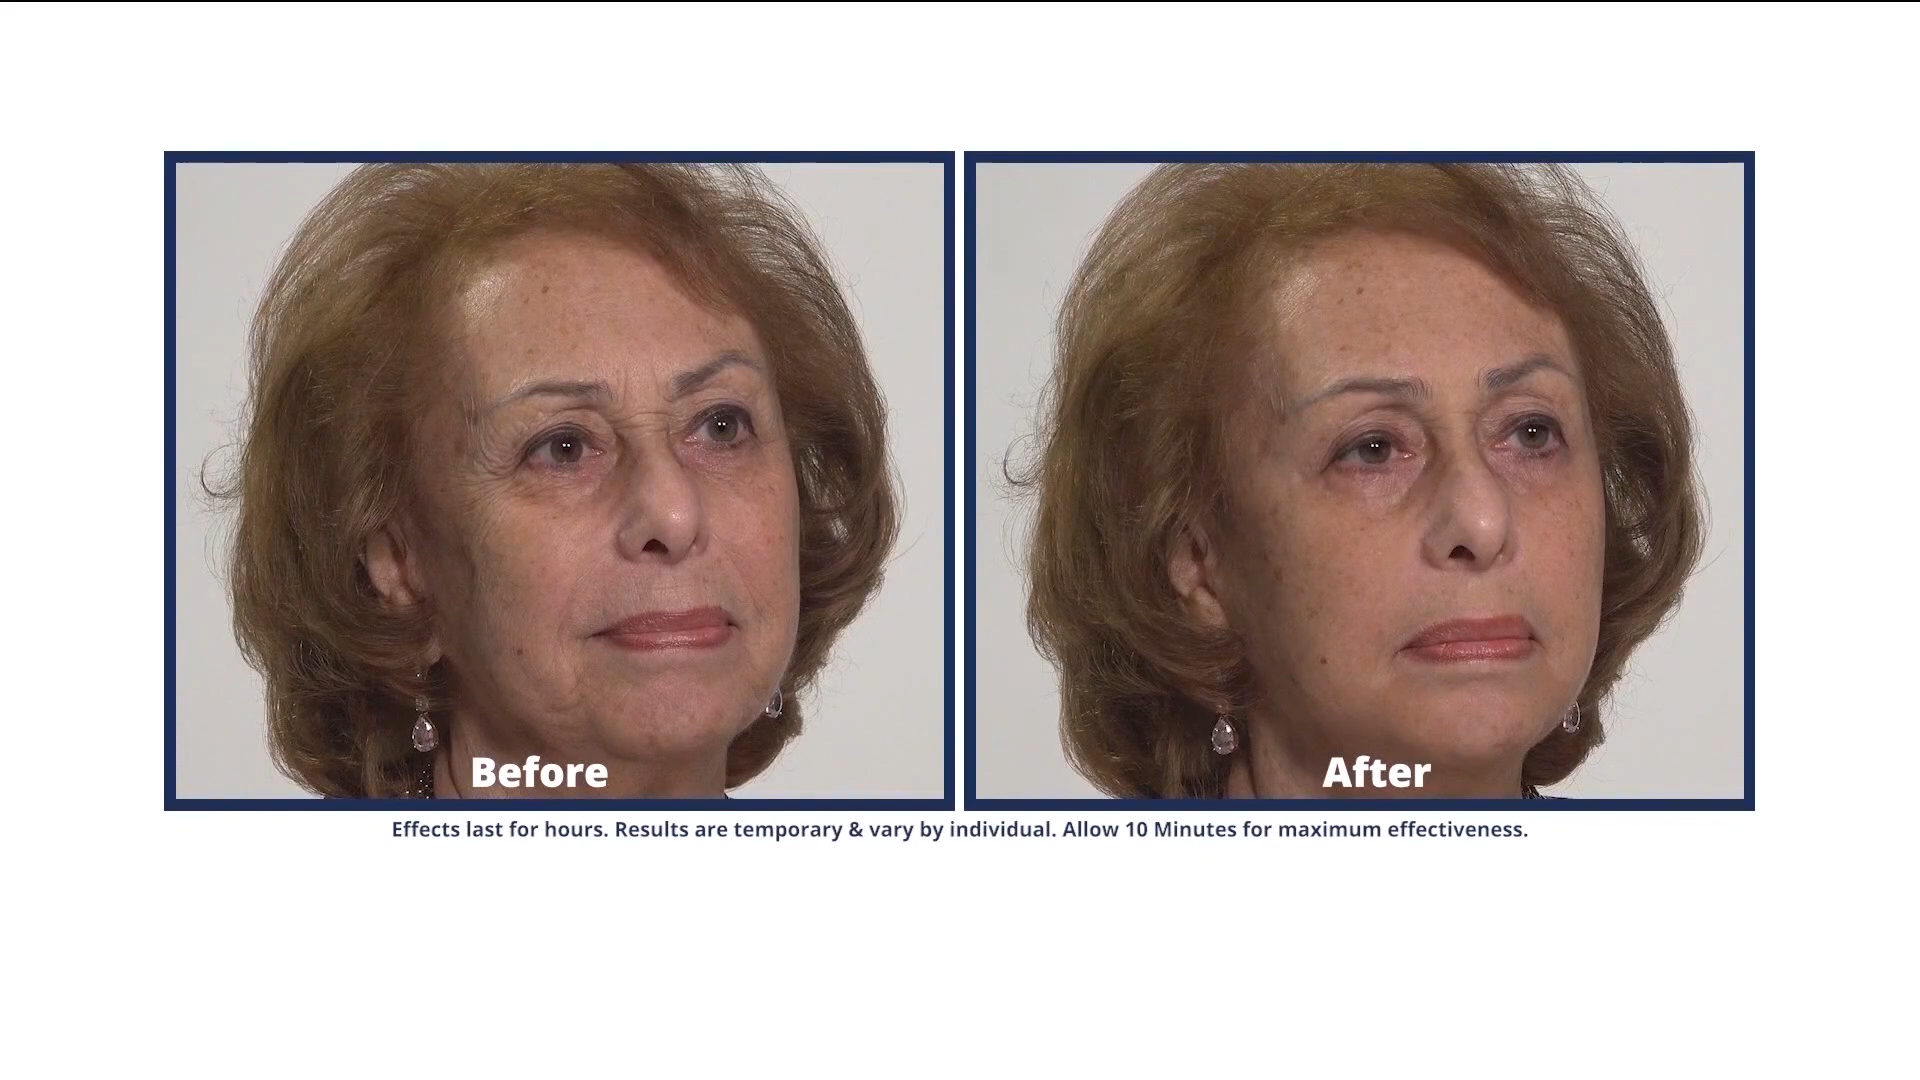 Before
After
Effects last for hours. Results are temporary & vary by individual. Allow 10 Minutes for maximum effectiveness.